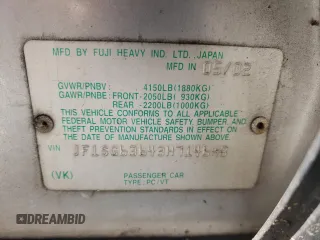 MFD BY FUJI HEAVY IND. LTD. JAPAN
MFD IN
GVWR/PNBV 4150LB(1880KG)
GAWR/PNBE: FRONT-2050LB( 930KG)
REAR -2200LB(1000KG)
THIS VEHICLE CONFORMS TO ALL APPLICABLE
FEDERAL MOTOR VEHICLE SAFETY, BUMPER, AND
THEFT PREVENTION STANDARDS IN EFFECT ON THE
DATE OF MANUFACTURE SHOWN ABOVE.
VIN
(VK) PASSENGER CAR
TYPE: PC/VT
DREAMBID